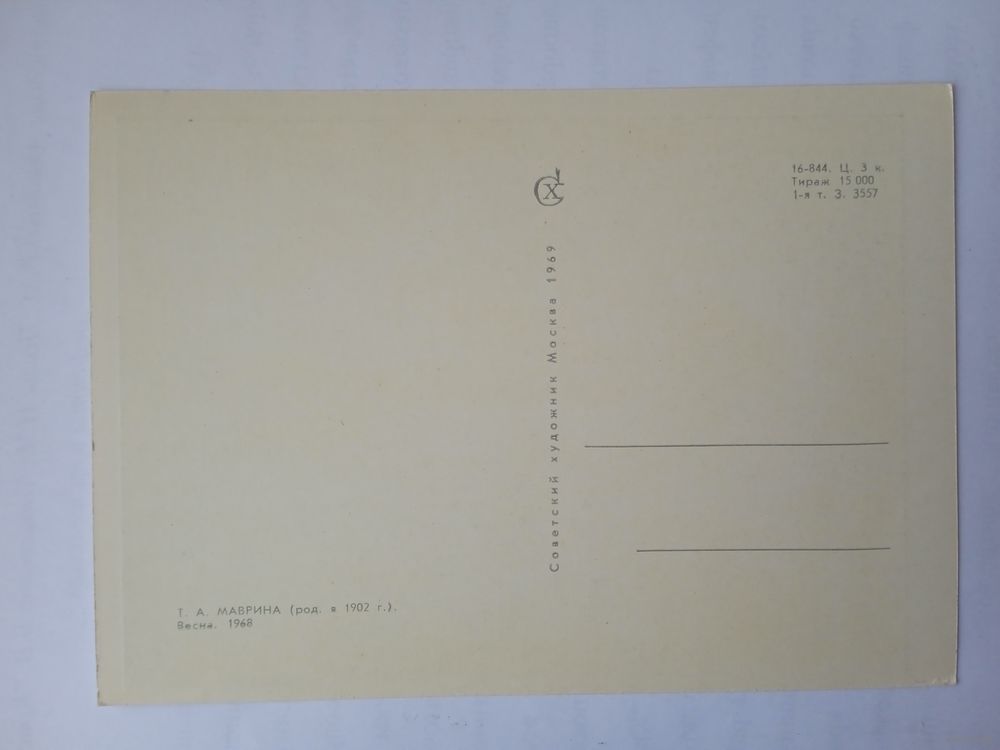 16-844. Ц. 3 к.
Тираж 15 000
1-я т. З. 3557
СХ
Советский художник Москва 1969
Т. А. МАВРИНА (род. в 1902 г.).
Весна. 1968